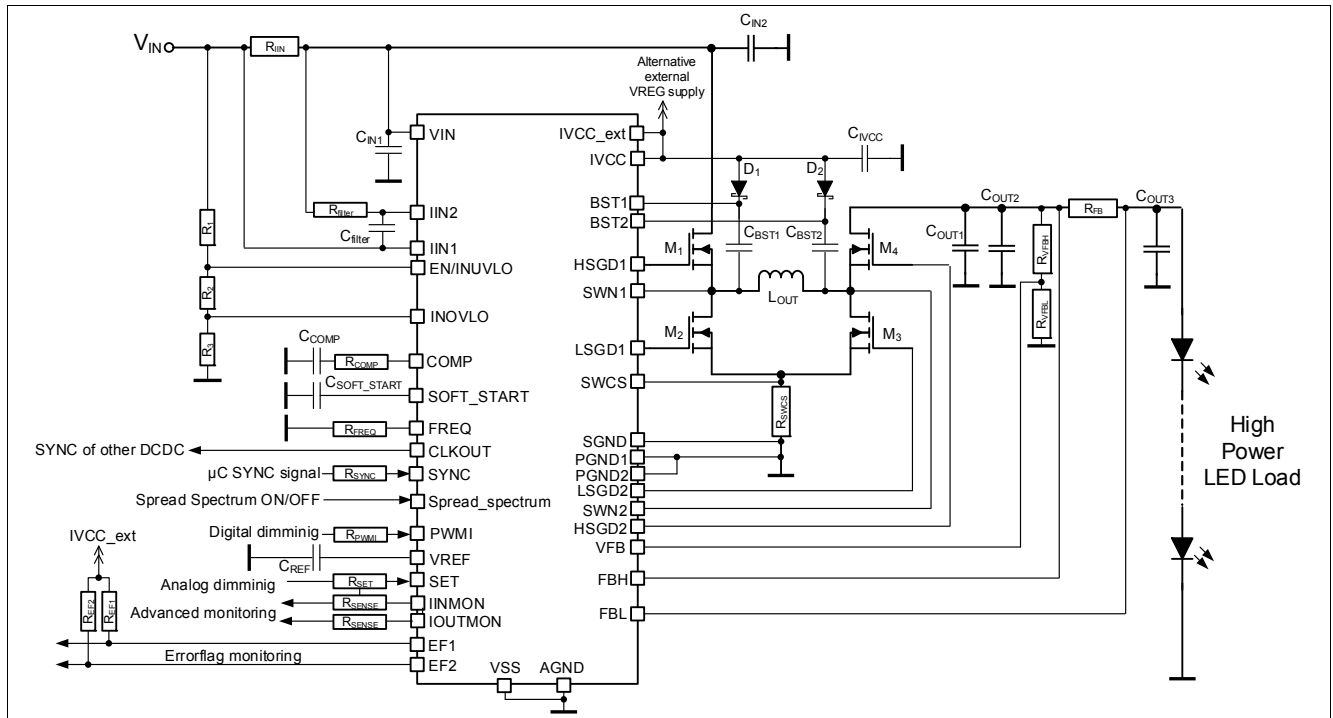 VIN
RIIN
CIN2
Alternative
external
VREG supply
CIN1
VIN
IVCC_ext
IVCC
CIVCC
D1
D2
BST1
BST2
CBST1
CBST2
Rfilter
Cfilter
IIN2
IIN1
R1
R2
R3
EN/INUVLO
INOVLO
HSGD1
SWN1
LSGD1
M1
M2
M3
M4
LOUT
COUT1
COUT2
COUT3
RFB
RVFBH
RVFBL
CCOMP
RCOMP
COMP
CSOFT_START
SOFT_START
RFREQ
FREQ
SYNC of other DCDC
CLKOUT
µC SYNC signal
RSYNC
SYNC
Spread Spectrum ON/OFF
Spread_spectrum
Digital dimminig
RPWMI
PWMI
CREF
VREF
Analog dimminig
RSET
SET
Advanced monitoring
RSENSE
IINMON
RSENSE
IOUTMON
IVCC_ext
REF2
REF1
EF1
Errorflag monitoring
EF2
VSS
AGND
SWCS
RSWCS
SGND
PGND1
PGND2
LSGD2
SWN2
HSGD2
VFB
FBH
FBL
High
Power
LED Load